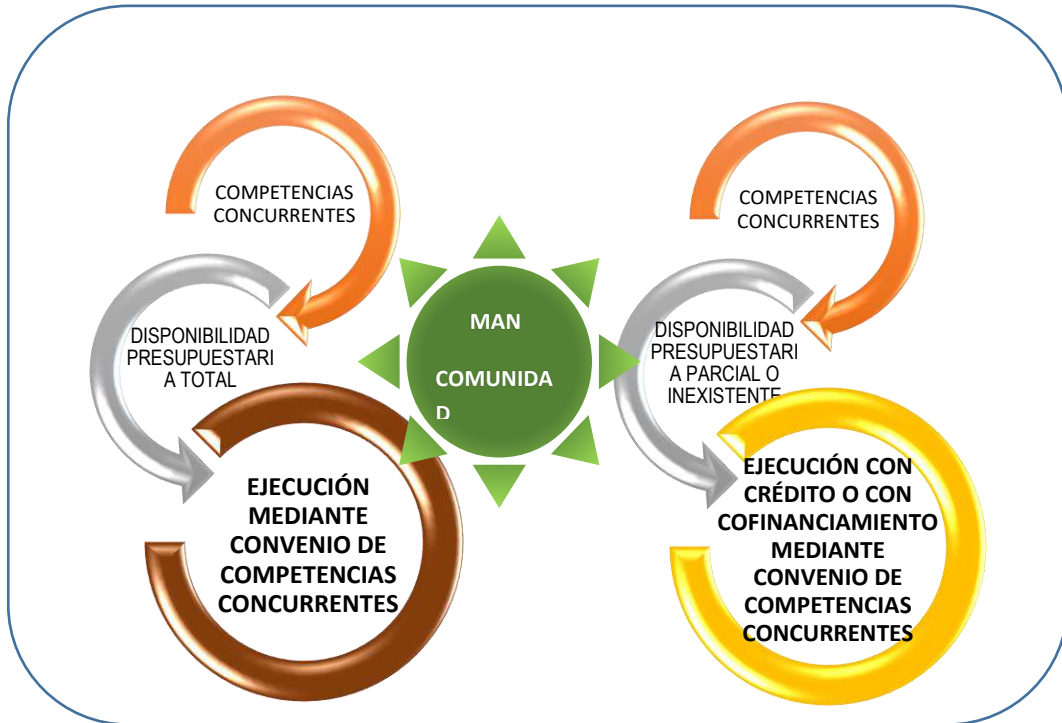 COMPETENCIAS
CONCURRENTES
DISPONIBILIDAD
PRESUPUESTARI
A TOTAL
EJECUCIÓN
MEDIANTE
CONVENIO DE
COMPETENCIAS
CONCURRENTES
MAN
COMUNIDA
D
COMPETENCIAS
CONCURRENTES
DISPONIBILIDAD
PRESUPUESTARI
A PARCIAL O
INEXISTENTE
EJECUCIÓN CON
CRÉDITO O CON
COFINANCIAMIENTO
MEDIANTE
CONVENIO DE
COMPETENCIAS
CONCURRENTES